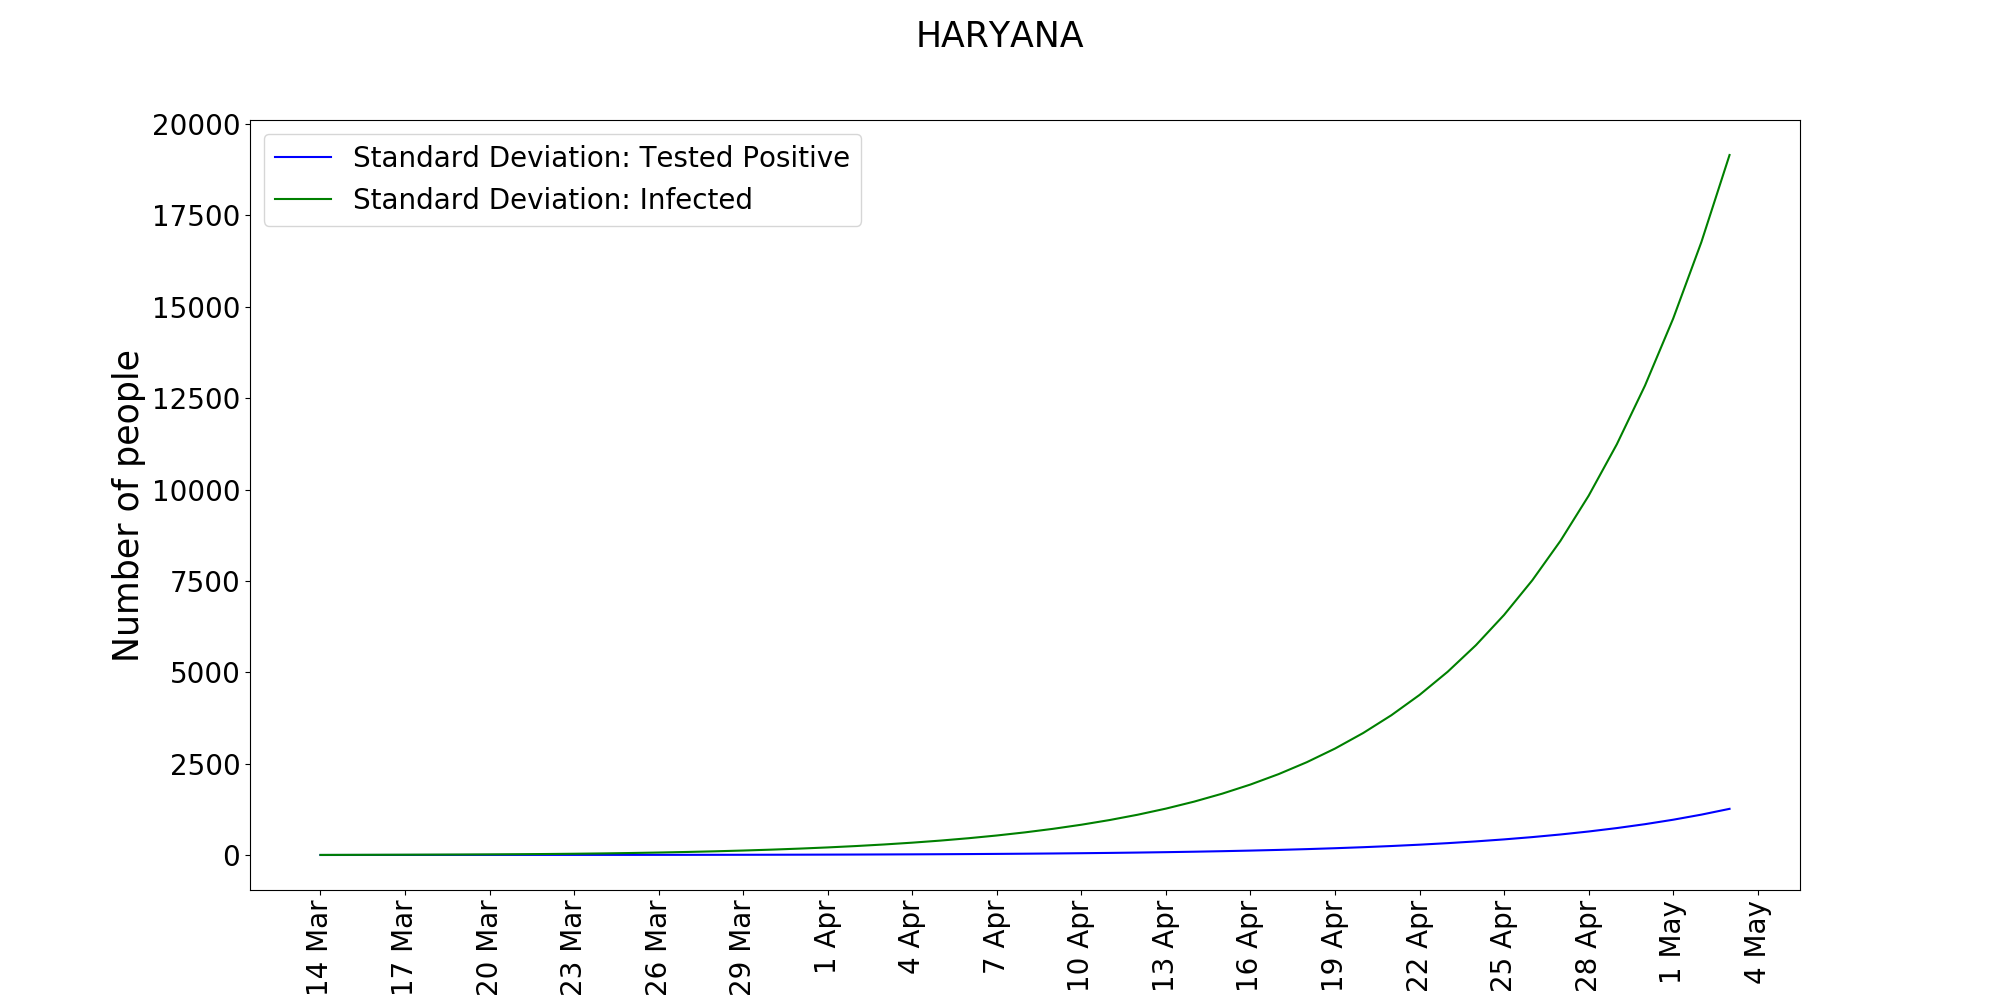 HARYANA
Standard Deviation: Tested Positive
Standard Deviation: Infected
Number of people
20000
17500
15000
12500
10000
7500
5000
2500
0
14 Mar
17 Mar
20 Mar
23 Mar
26 Mar
29 Mar
1 Apr
4 Apr
7 Apr
10 Apr
13 Apr
16 Apr
19 Apr
22 Apr
25 Apr
28 Apr
1 May
4 May